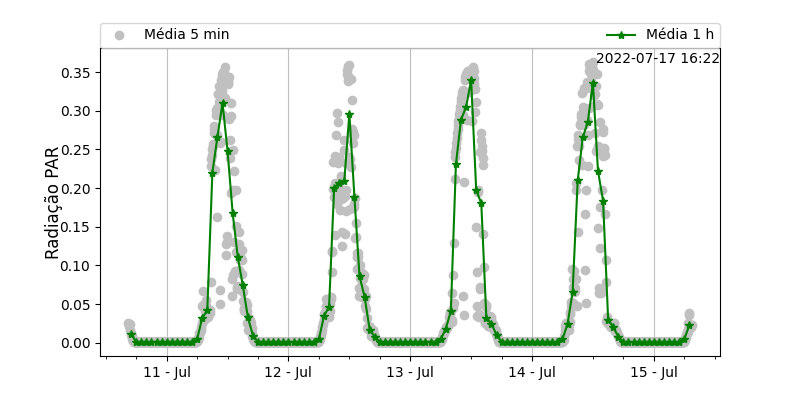 Média 5 min
Média 1 h
2022-07-17 16:22
Radiação PAR
0.35
0.30
0.25
0.20
0.15
0.10
0.05
0.00
11 - Jul
12 - Jul
13 - Jul
14 - Jul
15 - Jul